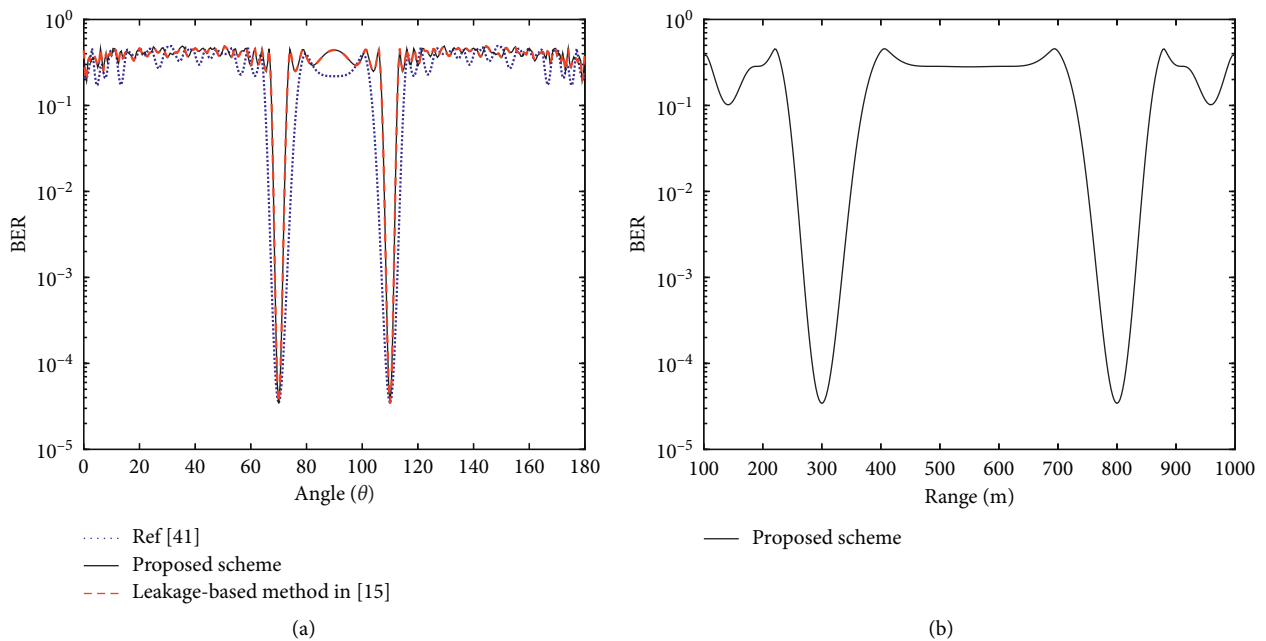 10^0
10^-1
10^-2
10^-3
10^-4
10^-5
BER
0 20 40 60 80 100 120 140 160 180
Angle (θ)
Ref [41]
Proposed scheme
Leakage-based method in [15]
(a)
10^0
10^-1
10^-2
10^-3
10^-4
10^-5
BER
100 200 300 400 500 600 700 800 900 1000
Range (m)
Proposed scheme
(b)